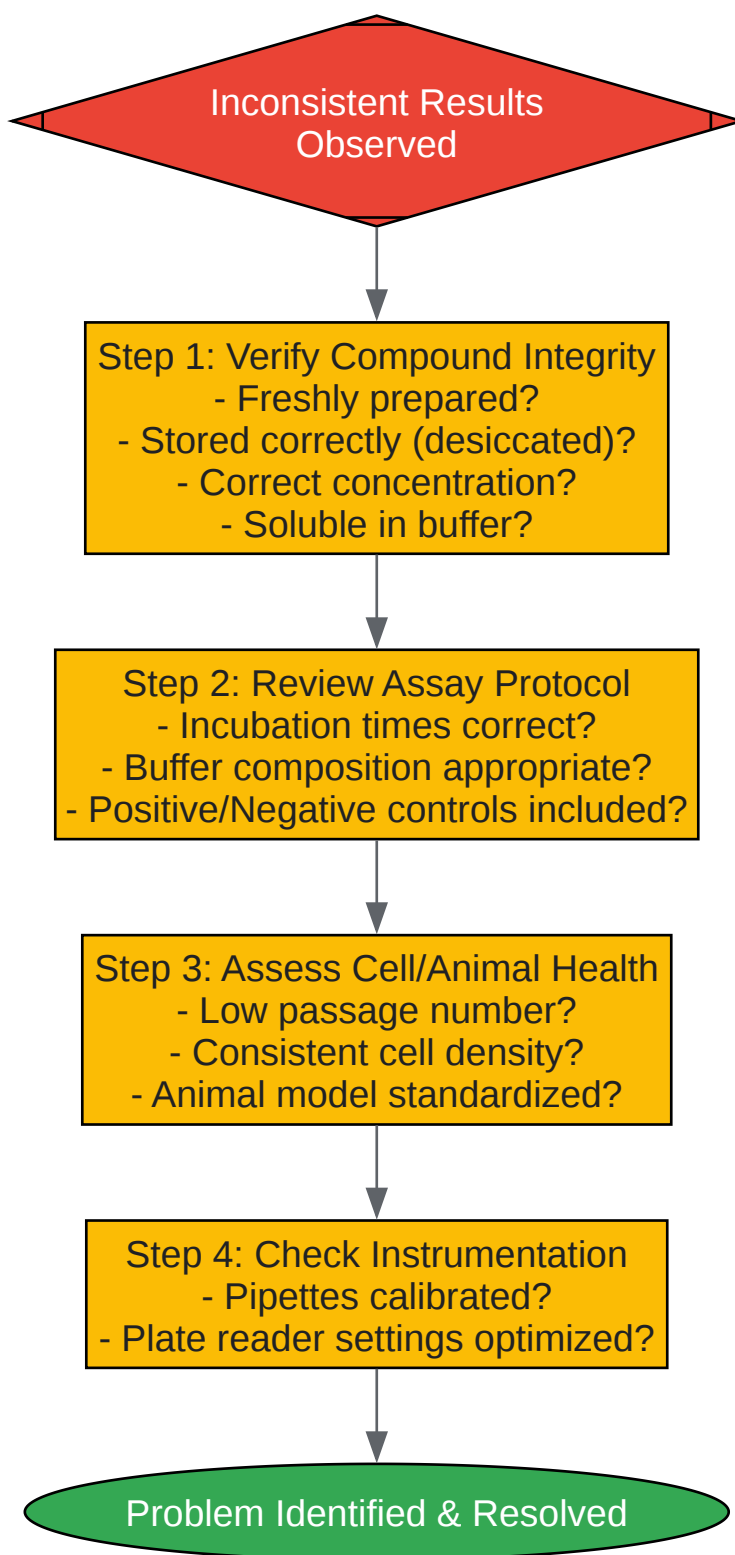 Inconsistent Results
Observed
Step 1: Verify Compound Integrity
- Freshly prepared?
- Stored correctly (desiccated)?
- Correct concentration?
- Soluble in buffer?
Step 2: Review Assay Protocol
- Incubation times correct?
- Buffer composition appropriate?
- Positive/Negative controls included?
Step 3: Assess Cell/Animal Health
- Low passage number?
- Consistent cell density?
- Animal model standardized?
Step 4: Check Instrumentation
- Pipettes calibrated?
- Plate reader settings optimized?
Problem Identified & Resolved